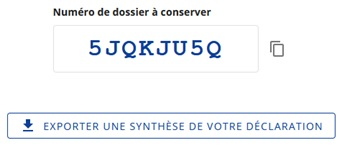 Numéro de dossier à conserver
5JQKJU5Q
EXPORTER UNE SYNTHÈSE DE VOTRE DÉCLARATION